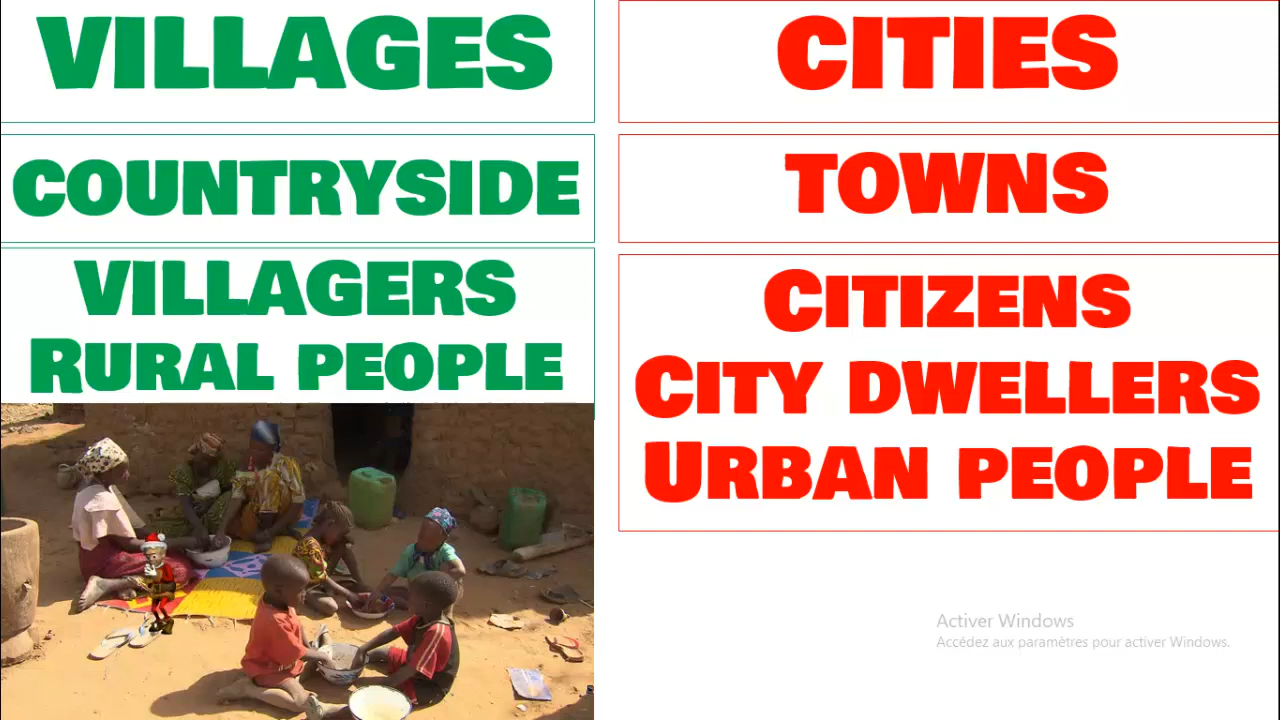 VILLAGES
COUNTRYSIDE
VILLAGERS
RURAL PEOPLE
CITIES
TOWNS
CITIZENS
CITY DWELLERS
URBAN PEOPLE
Activer Windows
Accédez aux paramètres pour activer Windows.